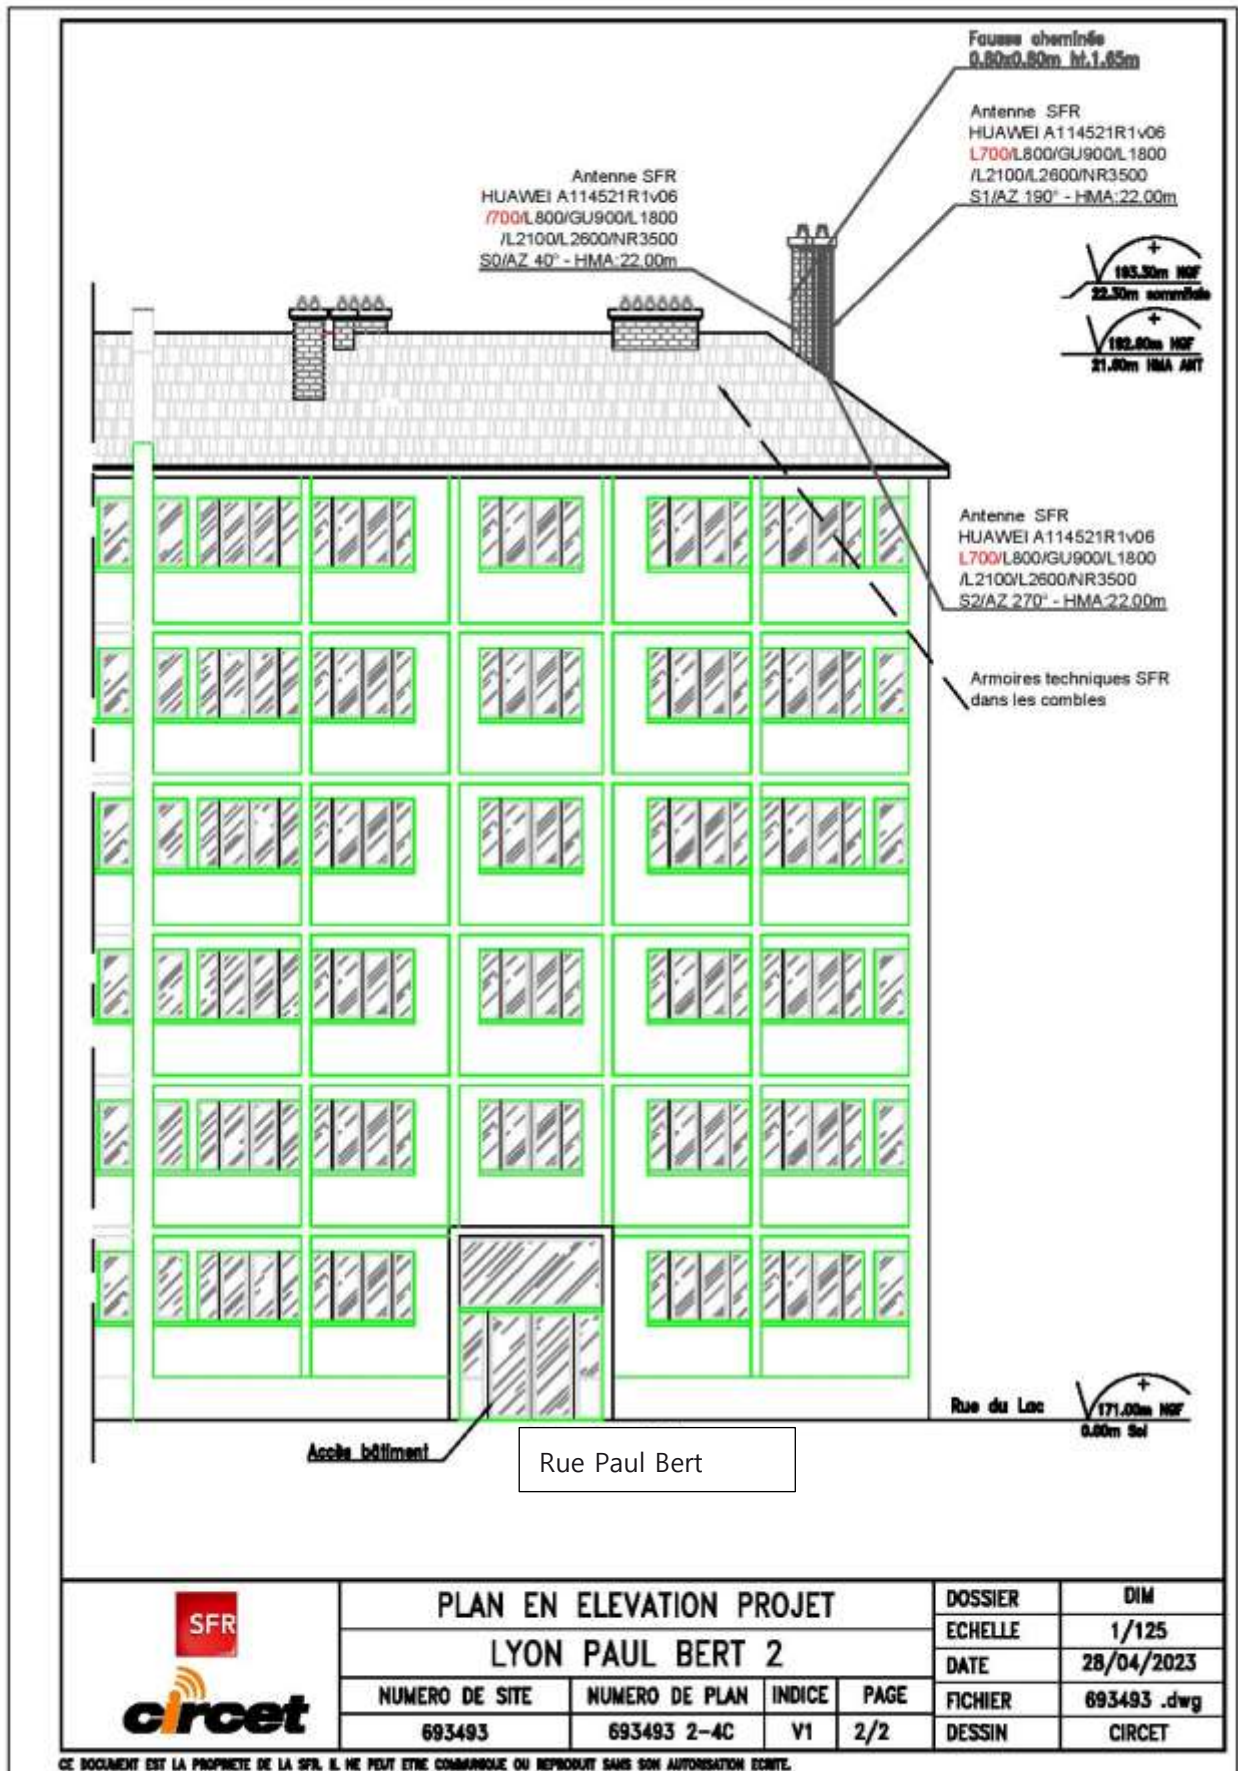 Fausse cheminée
0.80x0.80m ht.1.65m
Antenne SFR
HUAWEI A114521R1v06
L700/L800/GU900/L1800
/L2100/L2600/NR3500
S1/AZ 190° - HMA:22.00m
Antenne SFR
HUAWEI A114521R1v06
/700/L800/GU900/L1800
/L2100/L2600/NR3500
S0/AZ 40° - HMA:22.00m
193.30m NGF
22.30m sommitale
192.60m NGF
21.60m HMA ANT
Antenne SFR
HUAWEI A114521R1v06
L700/L800/GU900/L1800
/L2100/L2600/NR3500
S2/AZ 270° - HMA:22.00m
Armoires techniques SFR
dans les combles
Rue du Lac
171.00m NGF
0.00m Sol
Accès bâtiment
Rue Paul Bert
SFR
circet
PLAN EN ELEVATION PROJET
LYON PAUL BERT 2
NUMERO DE SITE
NUMERO DE PLAN
INDICE
PAGE
693493
693493 2-4C
V1
2/2
DOSSIER
DIM
ECHELLE
1/125
DATE
28/04/2023
FICHIER
693493 .dwg
DESSIN
CIRCET
CE DOCUMENT EST LA PROPRIETE DE LA SFR. IL NE PEUT ETRE COMMUNIQUE OU REPRODUIT SANS SON AUTORISATION ECRITE.